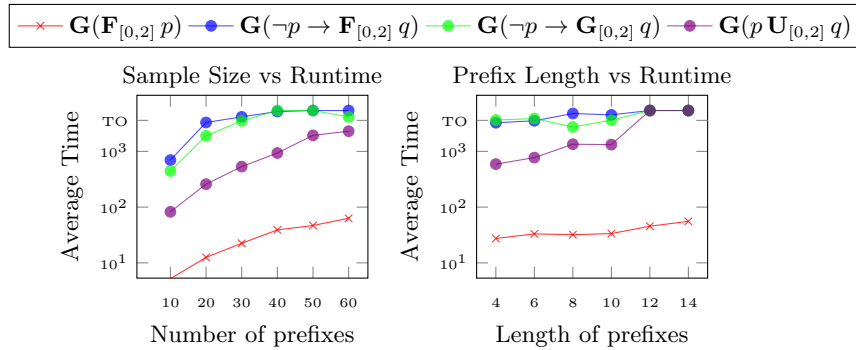 G(F[0,2] p) G(¬p → F[0,2] q) G(¬p → G[0,2] q) G(p U[0,2] q)
Sample Size vs Runtime
Average Time
TO
10^3
10^2
10^1
10 20 30 40 50 60
Number of prefixes
Prefix Length vs Runtime
Average Time
TO
10^3
10^2
10^1
4 6 8 10 12 14
Length of prefixes